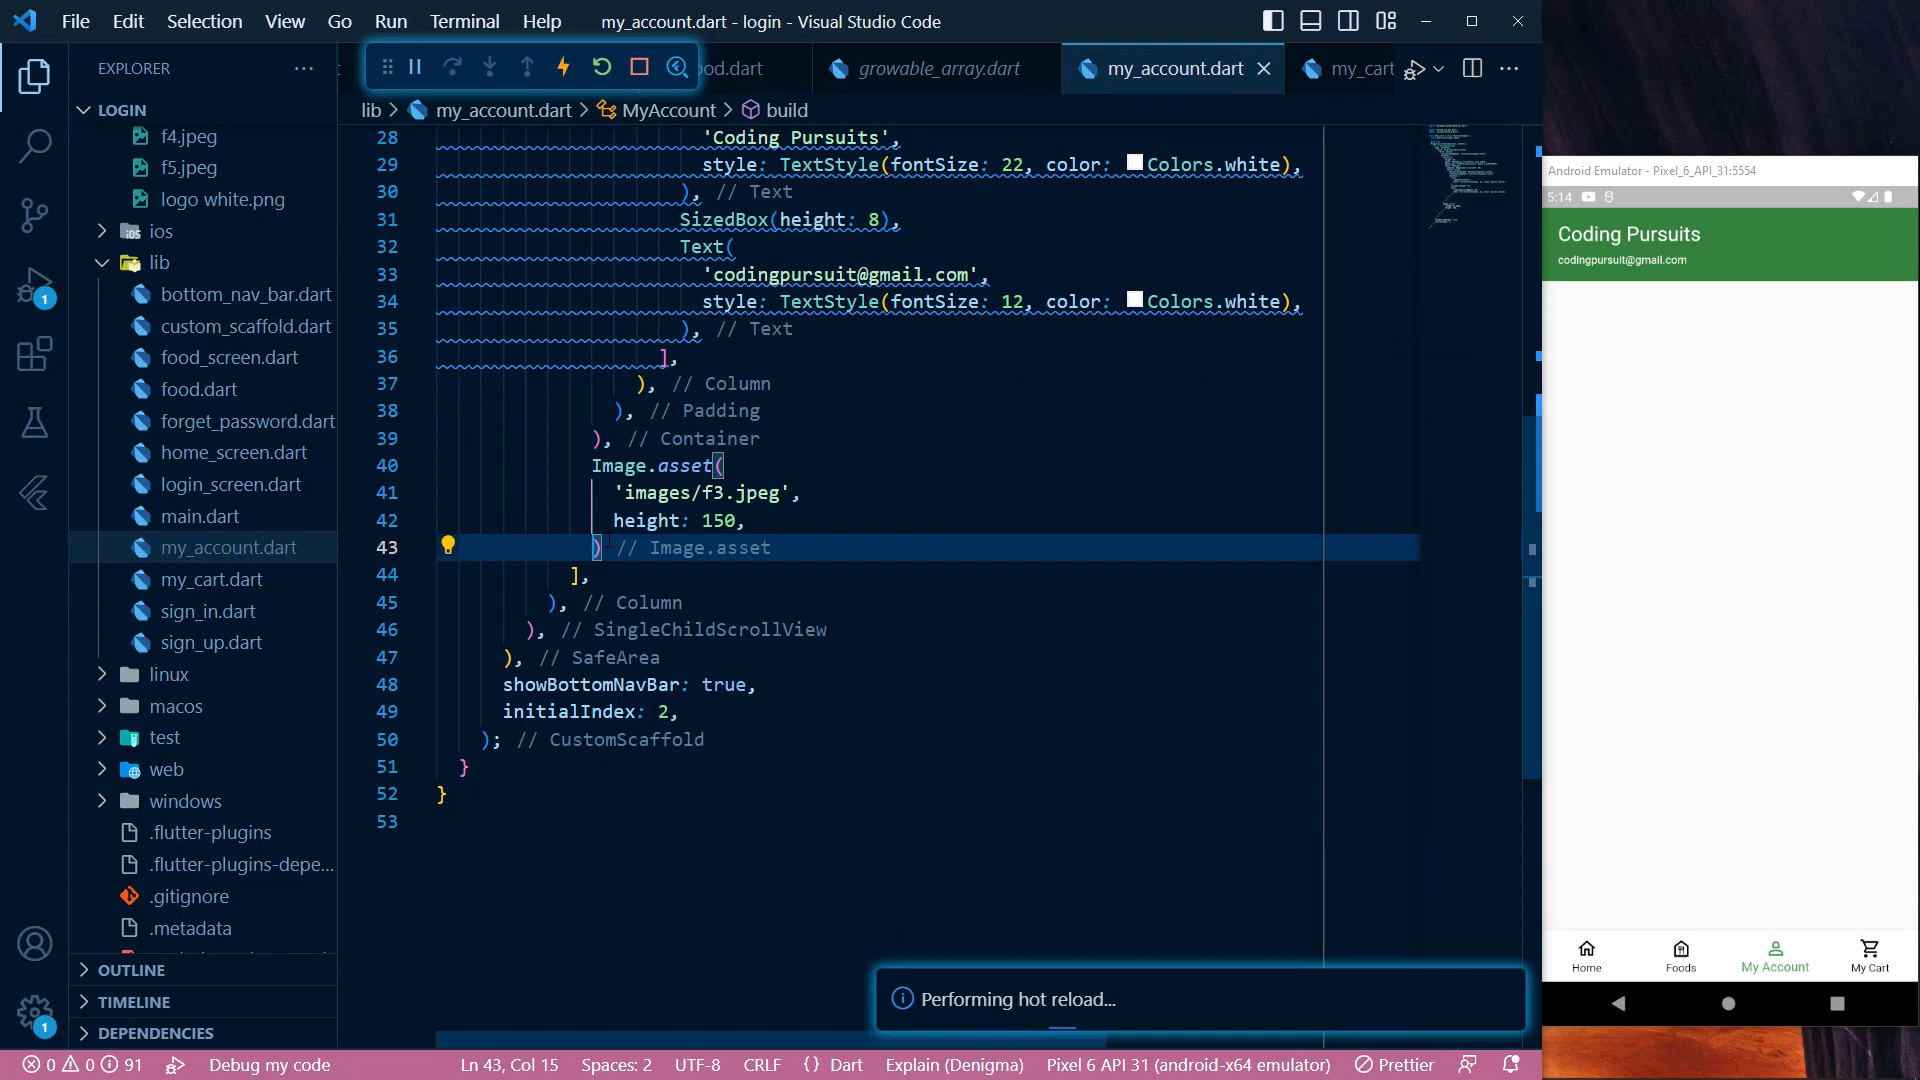 File Edit Selection View Go Run Terminal Help my_account.dart - login - Visual Studio Code
EXPLORER
ood.dart growable_array.dart my_account.dart my_cart
LOGIN
lib > my_account.dart > MyAccount > build
f4.jpeg
f5.jpeg
logo white.png
ios
lib
bottom_nav_bar.dart
custom_scaffold.dart
food_screen.dart
food.dart
forget_password.dart
home_screen.dart
login_screen.dart
main.dart
my_account.dart
my_cart.dart
sign_in.dart
sign_up.dart
linux
macos
test
web
windows
.flutter-plugins
.flutter-plugins-depe...
.gitignore
.metadata
OUTLINE
TIMELINE
DEPENDENCIES
1
1
28 'Coding Pursuits',
29 style: TextStyle(fontSize: 22, color: Colors.white),
30 ), // Text
31 SizedBox(height: 8),
32 Text(
33 'codingpursuit@gmail.com',
34 style: TextStyle(fontSize: 12, color: Colors.white),
35 ), // Text
36 ],
37 ), // Column
38 ), // Padding
39 ), // Container
40 Image.asset(
41 'images/f3.jpeg',
42 height: 150,
43 ) // Image.asset
44 ],
45 ), // Column
46 ), // SingleChildScrollView
47 ), // SafeArea
48 showBottomNavBar: true,
49 initialIndex: 2,
50 ); // CustomScaffold
51 }
52 }
53
Performing hot reload...
Android Emulator - Pixel_6_API_31:5554
5:14
Coding Pursuits
codingpursuit@gmail.com
Home Foods My Account My Cart
0 0 91 Debug my code Ln 43, Col 15 Spaces: 2 UTF-8 CRLF {} Dart Explain (Denigma) Pixel 6 API 31 (android-x64 emulator) Prettier